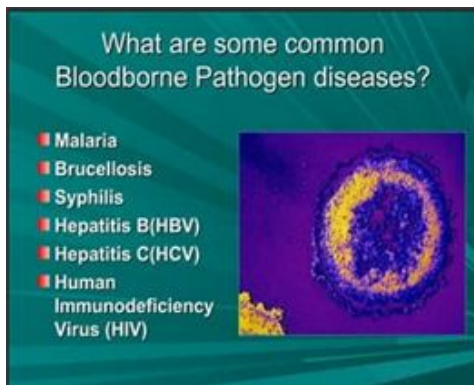 What are some common
Bloodborne Pathogen diseases?
Malaria
Brucellosis
Syphilis
Hepatitis B(HBV)
Hepatitis C(HCV)
Human
Immunodeficiency
Virus (HIV)